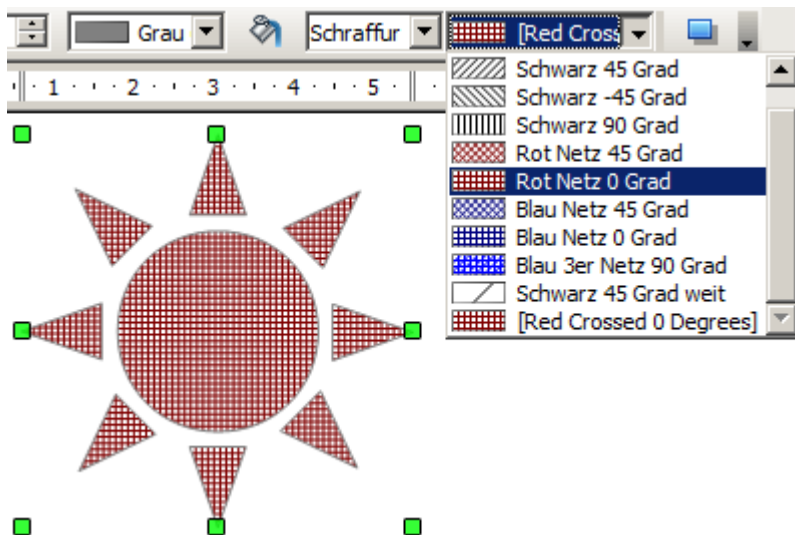 Grau Schraffur [Red Cross
1 2 3 4 5
Schwarz 45 Grad
Schwarz -45 Grad
Schwarz 90 Grad
Rot Netz 45 Grad
Rot Netz 0 Grad
Blau Netz 45 Grad
Blau Netz 0 Grad
Blau 3er Netz 90 Grad
Schwarz 45 Grad weit
[Red Crossed 0 Degrees]